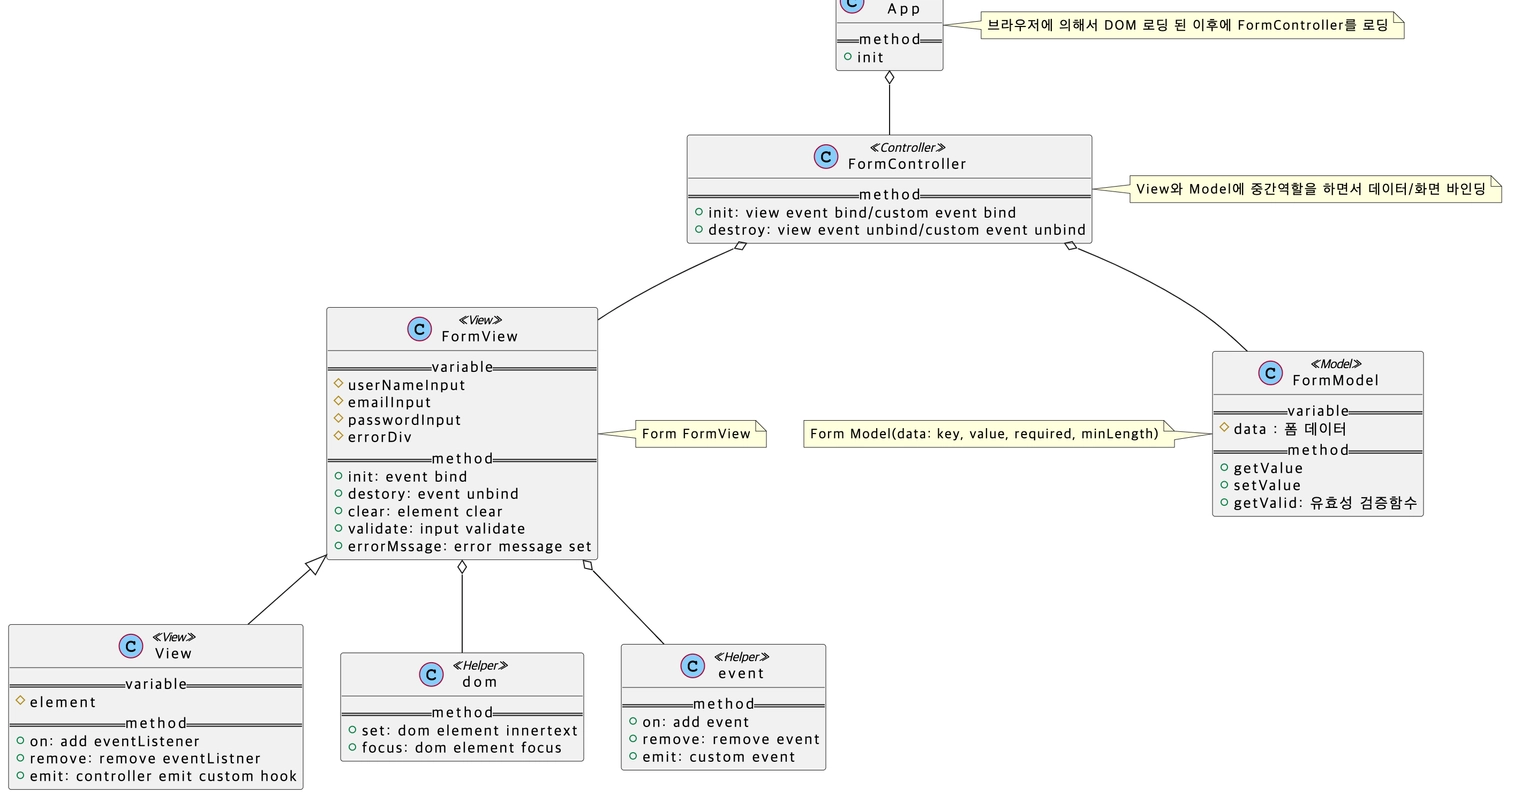 C
App
method
init
브라우저에 의해서 DOM 로딩 된 이후에 FormController를 로딩
C
≪Controller≫
FormController
method
init: view event bind/custom event bind
destroy: view event unbind/custom event unbind
View와 Model에 중간역할을 하면서 데이터/화면 바인딩
C
≪View≫
FormView
variable
userNameInput
emailInput
passwordInput
errorDiv
method
init: event bind
destory: event unbind
clear: element clear
validate: input validate
errorMssage: error message set
Form FormView
Form Model(data: key, value, required, minLength)
C
≪Model≫
FormModel
variable
data : 폼 데이터
method
getValue
setValue
getValid: 유효성 검증함수
C
≪View≫
View
variable
element
method
on: add eventListener
remove: remove eventListner
emit: controller emit custom hook
C
≪Helper≫
dom
method
set: dom element innertext
focus: dom element focus
C
≪Helper≫
event
method
on: add event
remove: remove event
emit: custom event